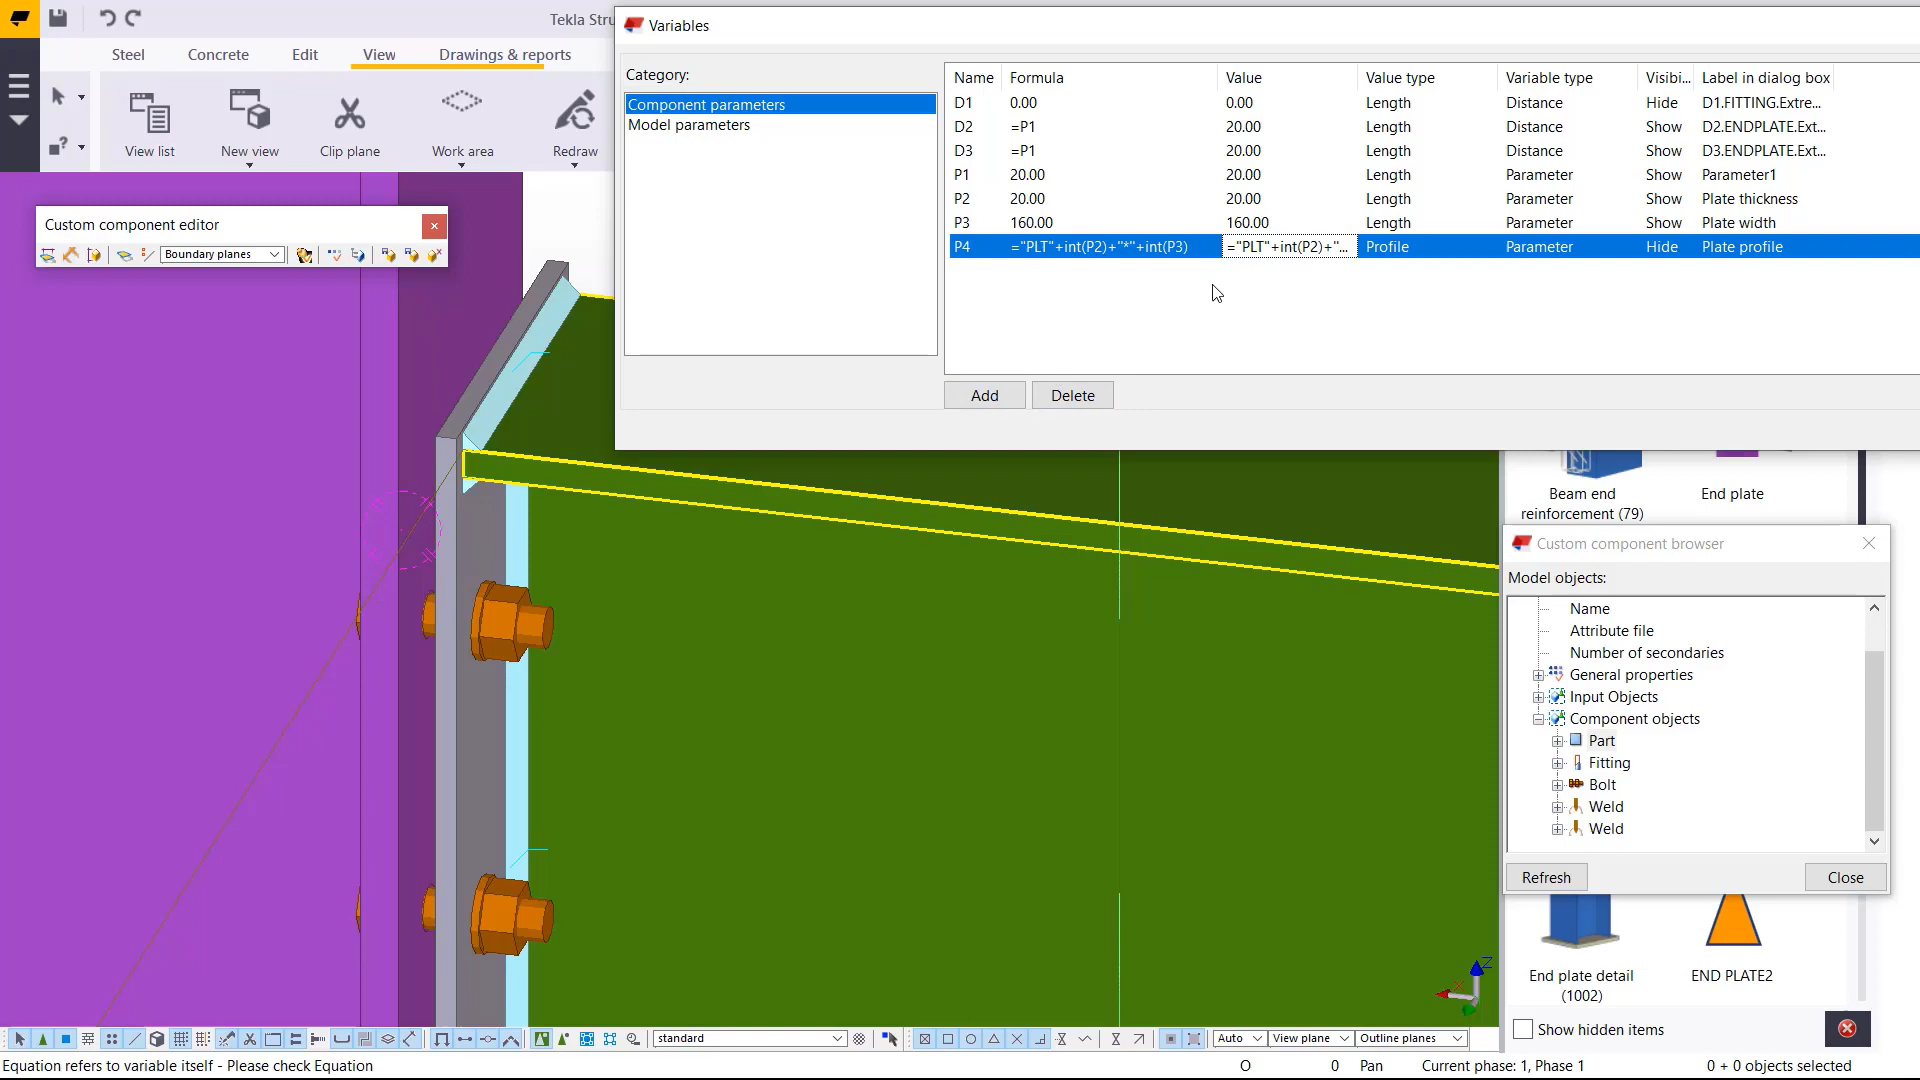 Tekla Stru
Steel Concrete Edit View Drawings & reports
View list New view Clip plane Work area Redraw
Custom component editor
Boundary planes
Variables
Category:
Component parameters
Model parameters
Name Formula Value Value type Variable type Visibi... Label in dialog box
D1 0.00 0.00 Length Distance Hide D1.FITTING.Extre...
D2 =P1 20.00 Length Distance Show D2.ENDPLATE.Ext...
D3 =P1 20.00 Length Distance Show D3.ENDPLATE.Ext...
P1 20.00 20.00 Length Parameter Show Parameter1
P2 20.00 20.00 Length Parameter Show Plate thickness
P3 160.00 160.00 Length Parameter Show Plate width
P4 ="PLT"+int(P2)+"*"+int(P3) ="PLT"+int(P2)+"... Profile Parameter Hide Plate profile
Add Delete
Beam end
reinforcement (79)
End plate
Custom component browser
Model objects:
Name
Attribute file
Number of secondaries
General properties
Input Objects
Component objects
Part
Fitting
Bolt
Weld
Weld
Refresh Close
End plate detail
(1002)
END PLATE2
Show hidden items
Z
X
standard Auto View plane Outline planes
Equation refers to variable itself - Please check Equation O 0 Pan Current phase: 1, Phase 1 0 + 0 objects selected